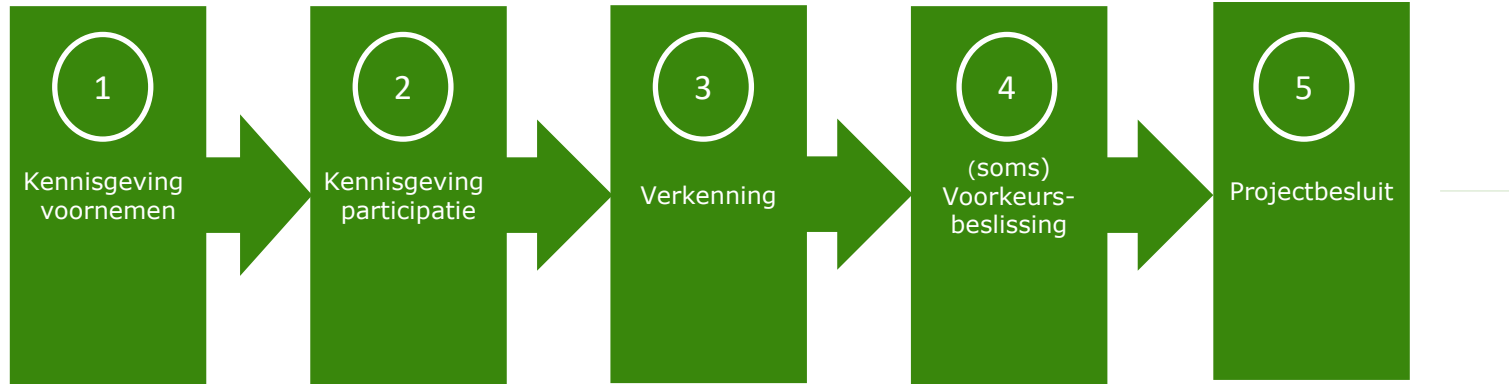 1
Kennisgeving
voornemen
2
Kennisgeving
participatie
3
Verkenning
4
(soms)
Voorkeurs-
beslissing
5
Projectbesluit